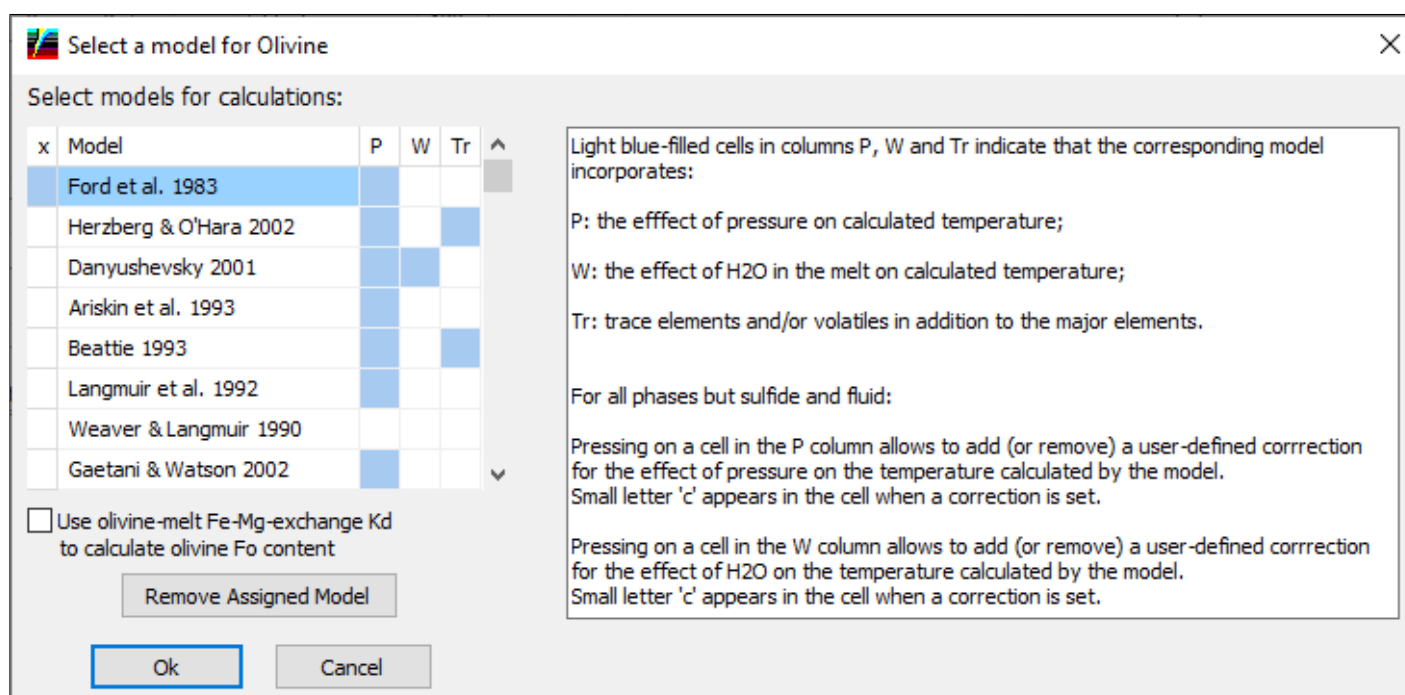 Select a model for Olivine
Select models for calculations:
x Model P W Tr
Ford et al. 1983
Herzberg & O'Hara 2002
Danyushevsky 2001
Ariskin et al. 1993
Beattie 1993
Langmuir et al. 1992
Weaver & Langmuir 1990
Gaetani & Watson 2002
Use olivine-melt Fe-Mg-exchange Kd
to calculate olivine Fo content
Remove Assigned Model
Ok Cancel
Light blue-filled cells in columns P, W and Tr indicate that the corresponding model
incorporates:
P: the efffect of pressure on calculated temperature;
W: the effect of H2O in the melt on calculated temperature;
Tr: trace elements and/or volatiles in addition to the major elements.
For all phases but sulfide and fluid:
Pressing on a cell in the P column allows to add (or remove) a user-defined corrrection
for the effect of pressure on the temperature calculated by the model.
Small letter 'c' appears in the cell when a correction is set.
Pressing on a cell in the W column allows to add (or remove) a user-defined corrrection
for the effect of H2O on the temperature calculated by the model.
Small letter 'c' appears in the cell when a correction is set.